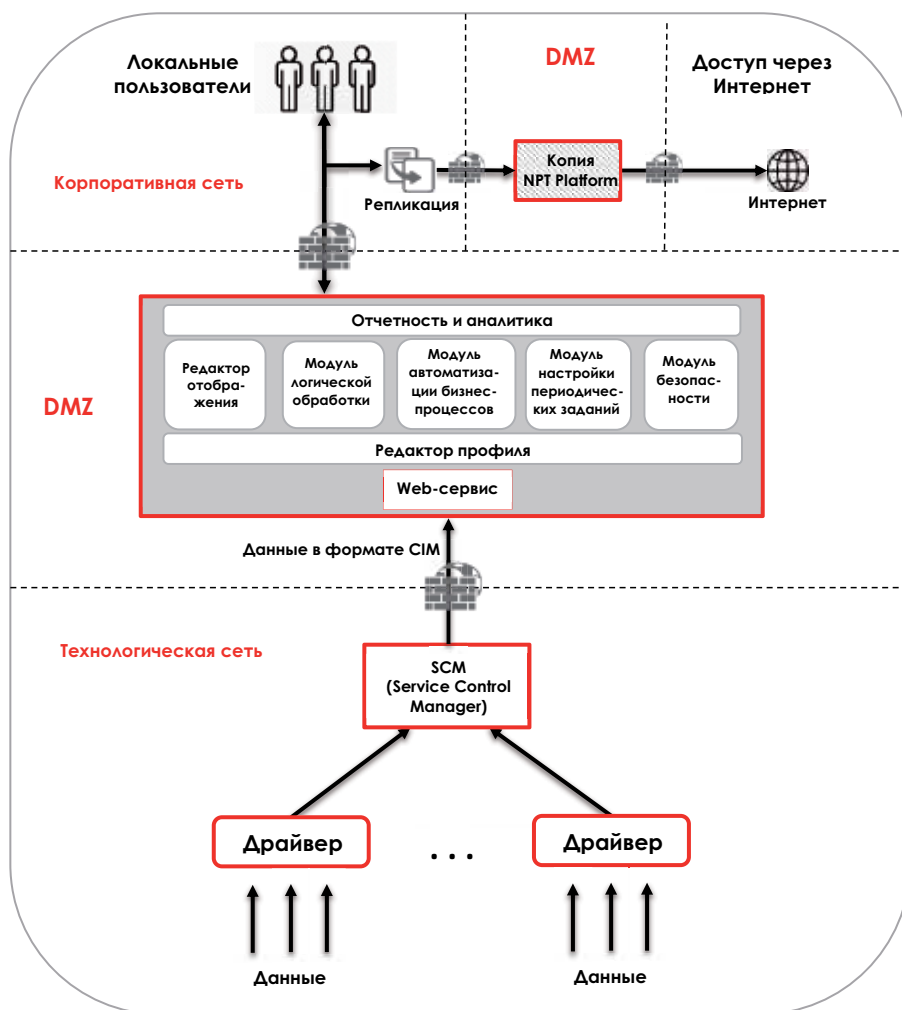 Локальные
пользователи
DMZ
Доступ через
Интернет
Корпоративная сеть
Репликация
Копия
NPT Platform
Интернет
DMZ
Отчетность и аналитика
Редактор
отобра-
жения
Модуль
логической
обработки
Модуль
автоматиза-
ции бизнес-
процессов
Модуль
настройки
периодичес-
ких заданий
Модуль
безопас-
ности
Редактор профиля
Web-сервис
Данные в формате CIM
Технологическая сеть
SCM
(Service Control
Manager)
Драйвер
...
Драйвер
Данные
Данные